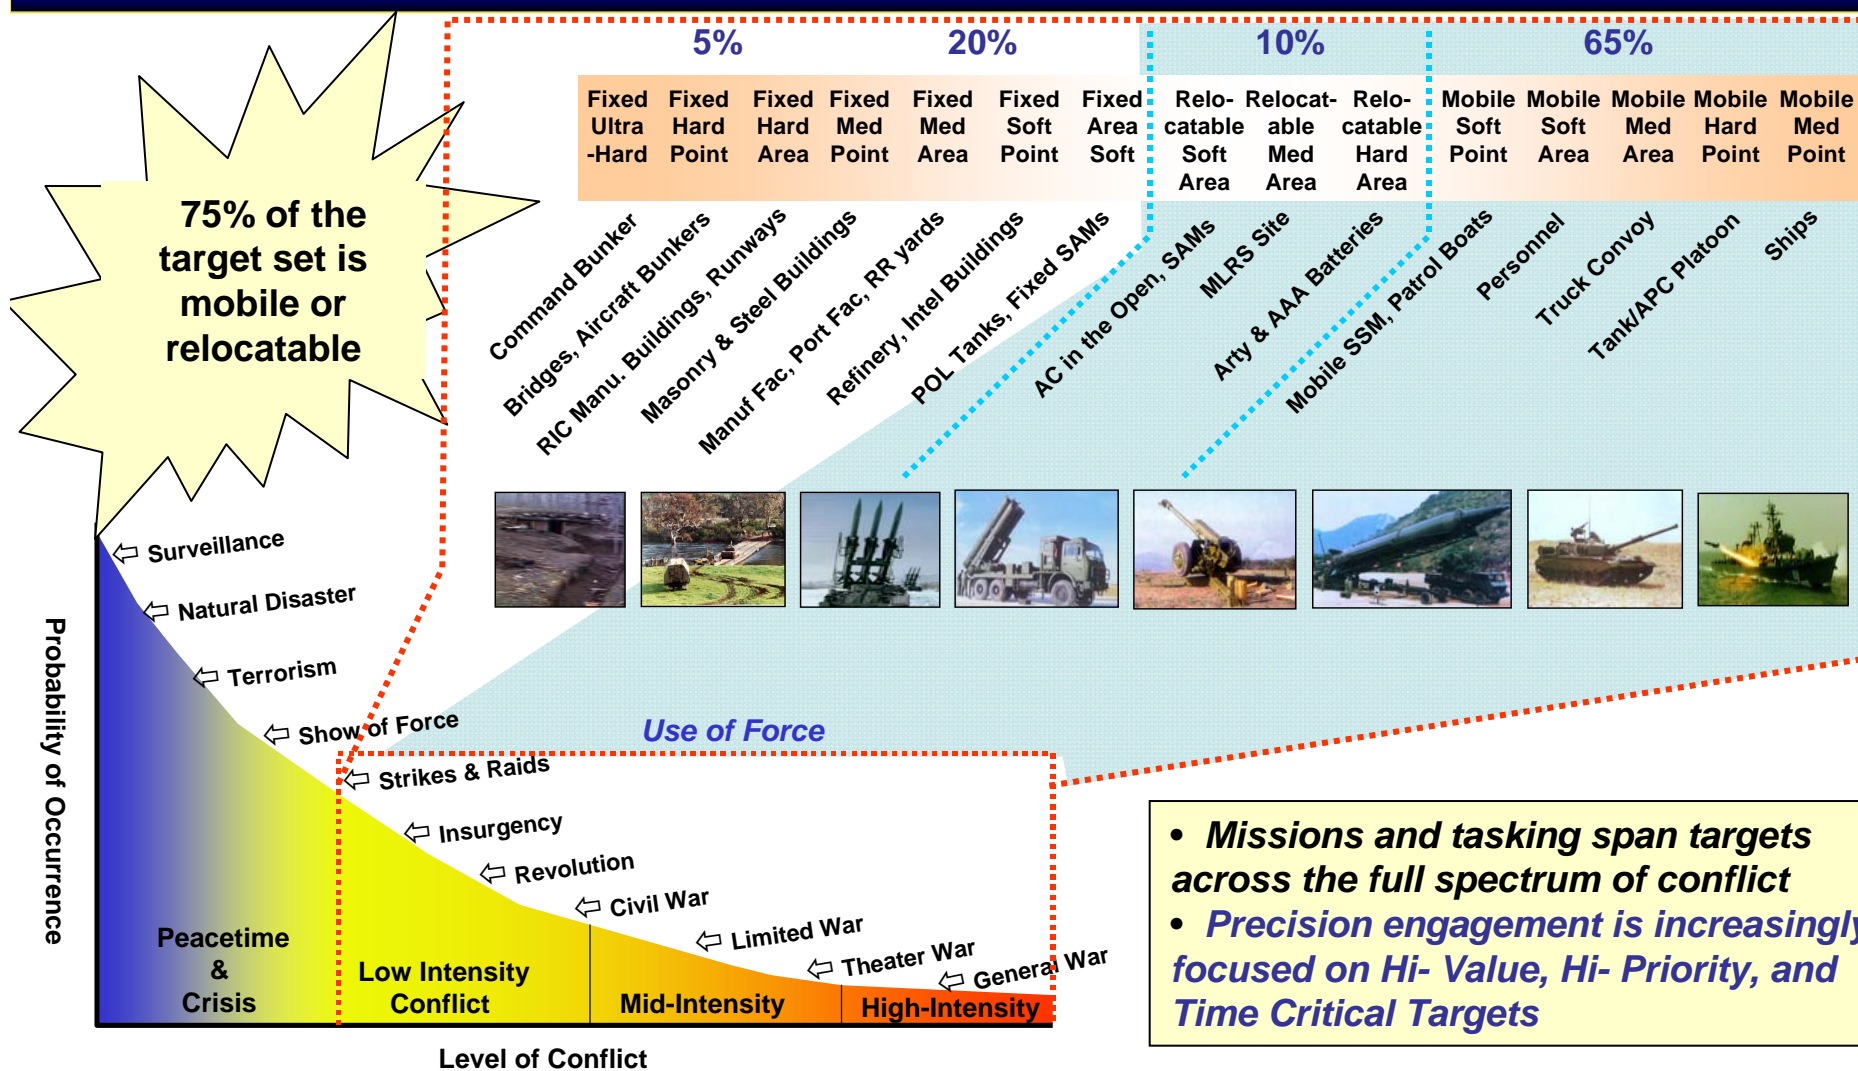 5% 20% 10% 65%
Fixed
Ultra
-Hard
Fixed
Hard
Point
Fixed
Hard
Area
Fixed
Med
Point
Fixed
Med
Area
Fixed
Soft
Point
Fixed
Area
Soft
Relo-
catable
Soft
Area
Relocat-
able
Med
Area
Relo-
catable
Hard
Area
Mobile
Soft
Point
Mobile
Soft
Area
Mobile
Med
Area
Mobile
Hard
Point
Mobile
Med
Point
75% of the
target set is
mobile or
relocatable
Command Bunker
Bridges, Aircraft Bunkers
RIC Manu. Buildings, Runways
Masonry & Steel Buildings
Manuf Fac, Port Fac, RR yards
Refinery, Intel Buildings
POL Tanks, Fixed SAMs
AC in the Open, SAMs
MLRS Site
Arty & AAA Batteries
Mobile SSM, Patrol Boats
Personnel
Truck Convoy
Tank/APC Platoon
Ships
Surveillance
Natural Disaster
Terrorism
Show of Force
Use of Force
Strikes & Raids
Insurgency
Revolution
Civil War
Limited War
Theater War
General War
Probability of Occurrence
Peacetime
&
Crisis
Low Intensity
Conflict
Mid-Intensity
High-Intensity
Level of Conflict
• Missions and tasking span targets
across the full spectrum of conflict
• Precision engagement is increasingly
focused on Hi- Value, Hi- Priority, and
Time Critical Targets